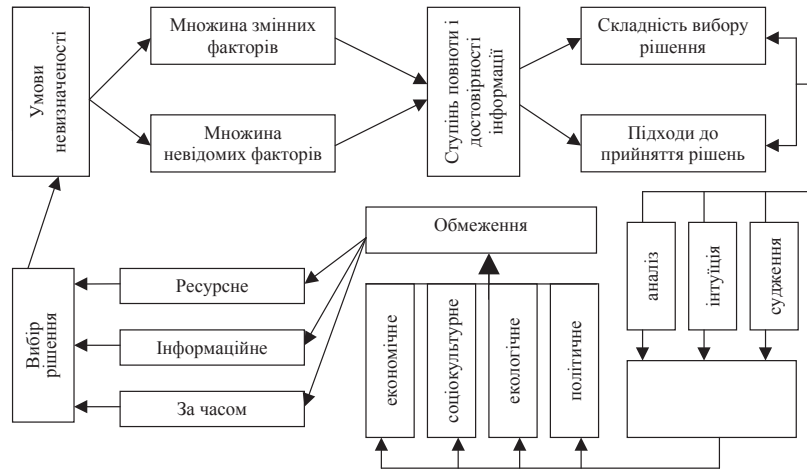 Умови
невизначеності
Множина змінних
факторів
Множина
невідомих факторів
Ступінь повноти і
достовірності
інформації
Складність вибору
рішення
Підходи до
прийняття рішень
Обмеження
аналіз
інтуїція
судження
Вибір
рішення
Ресурсне
Інформаційне
За часом
економічне
соціокультурне
екологічне
політичне